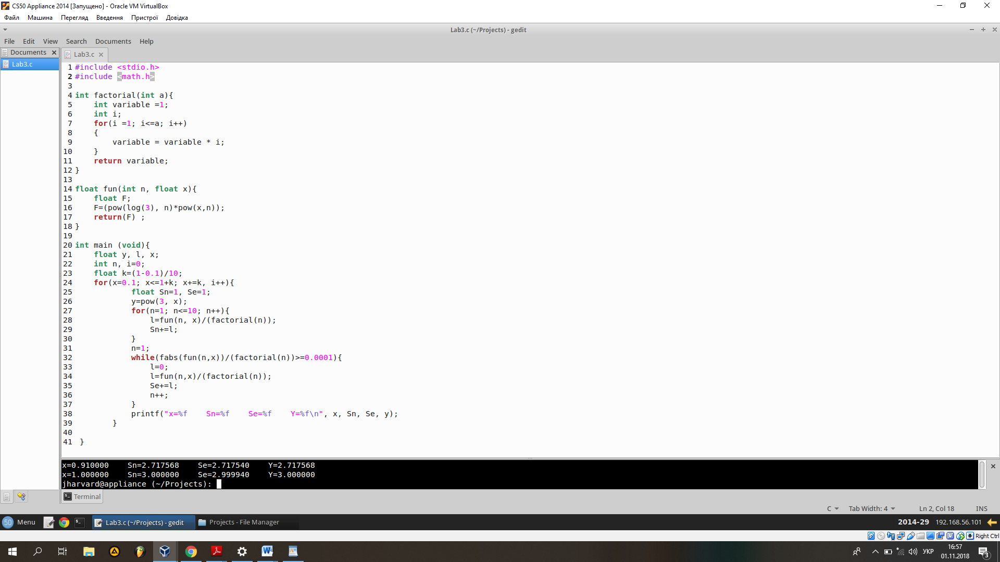 CS50 Appliance 2014 [Запущено] - Oracle VM VirtualBox
Файл Машина Перегляд Введення Пристрої Довідка
Lab3.c (~/Projects) - gedit
File Edit View Search Documents Help
Documents
Lab3.c
Lab3.c
1 #include <stdio.h>
2 #include <math.h>
3
4 int factorial(int a){
5     int variable =1;
6     int i;
7     for(i =1; i<=a; i++)
8     {
9         variable = variable * i;
10     }
11     return variable;
12 }
13
14 float fun(int n, float x){
15     float F;
16     F=(pow(log(3), n)*pow(x,n));
17     return(F) ;
18 }
19
20 int main (void){
21     float y, l, x;
22     int n, i=0;
23     float k=(1-0.1)/10;
24     for(x=0.1; x<=1+k; x+=k, i++){
25             float Sn=1, Se=1;
26             y=pow(3, x);
27             for(n=1; n<=10; n++){
28                 l=fun(n, x)/(factorial(n));
29                 Sn+=l;
30             }
31             n=1;
32             while(fabs(fun(n,x))/(factorial(n))>=0.0001){
33                 l=0;
34                 l=fun(n,x)/(factorial(n));
35                 Se+=l;
36                 n++;
37             }
38             printf("x=%f    Sn=%f    Se=%f    Y=%f\n", x, Sn, Se, y);
39         }
40
41  }
x=0.910000    Sn=2.717568    Se=2.717540    Y=2.717568
x=1.000000    Sn=3.000000    Se=2.999940    Y=3.000000
jharvard@appliance (~/Projects):
Terminal
C Tab Width: 4 Ln 2, Col 18 INS
50 Menu Lab3.c (~/Projects) - gedit Projects - File Manager 2014-29 192.168.56.101
Right Ctrl
УКР 16:57
01.11.2018
3